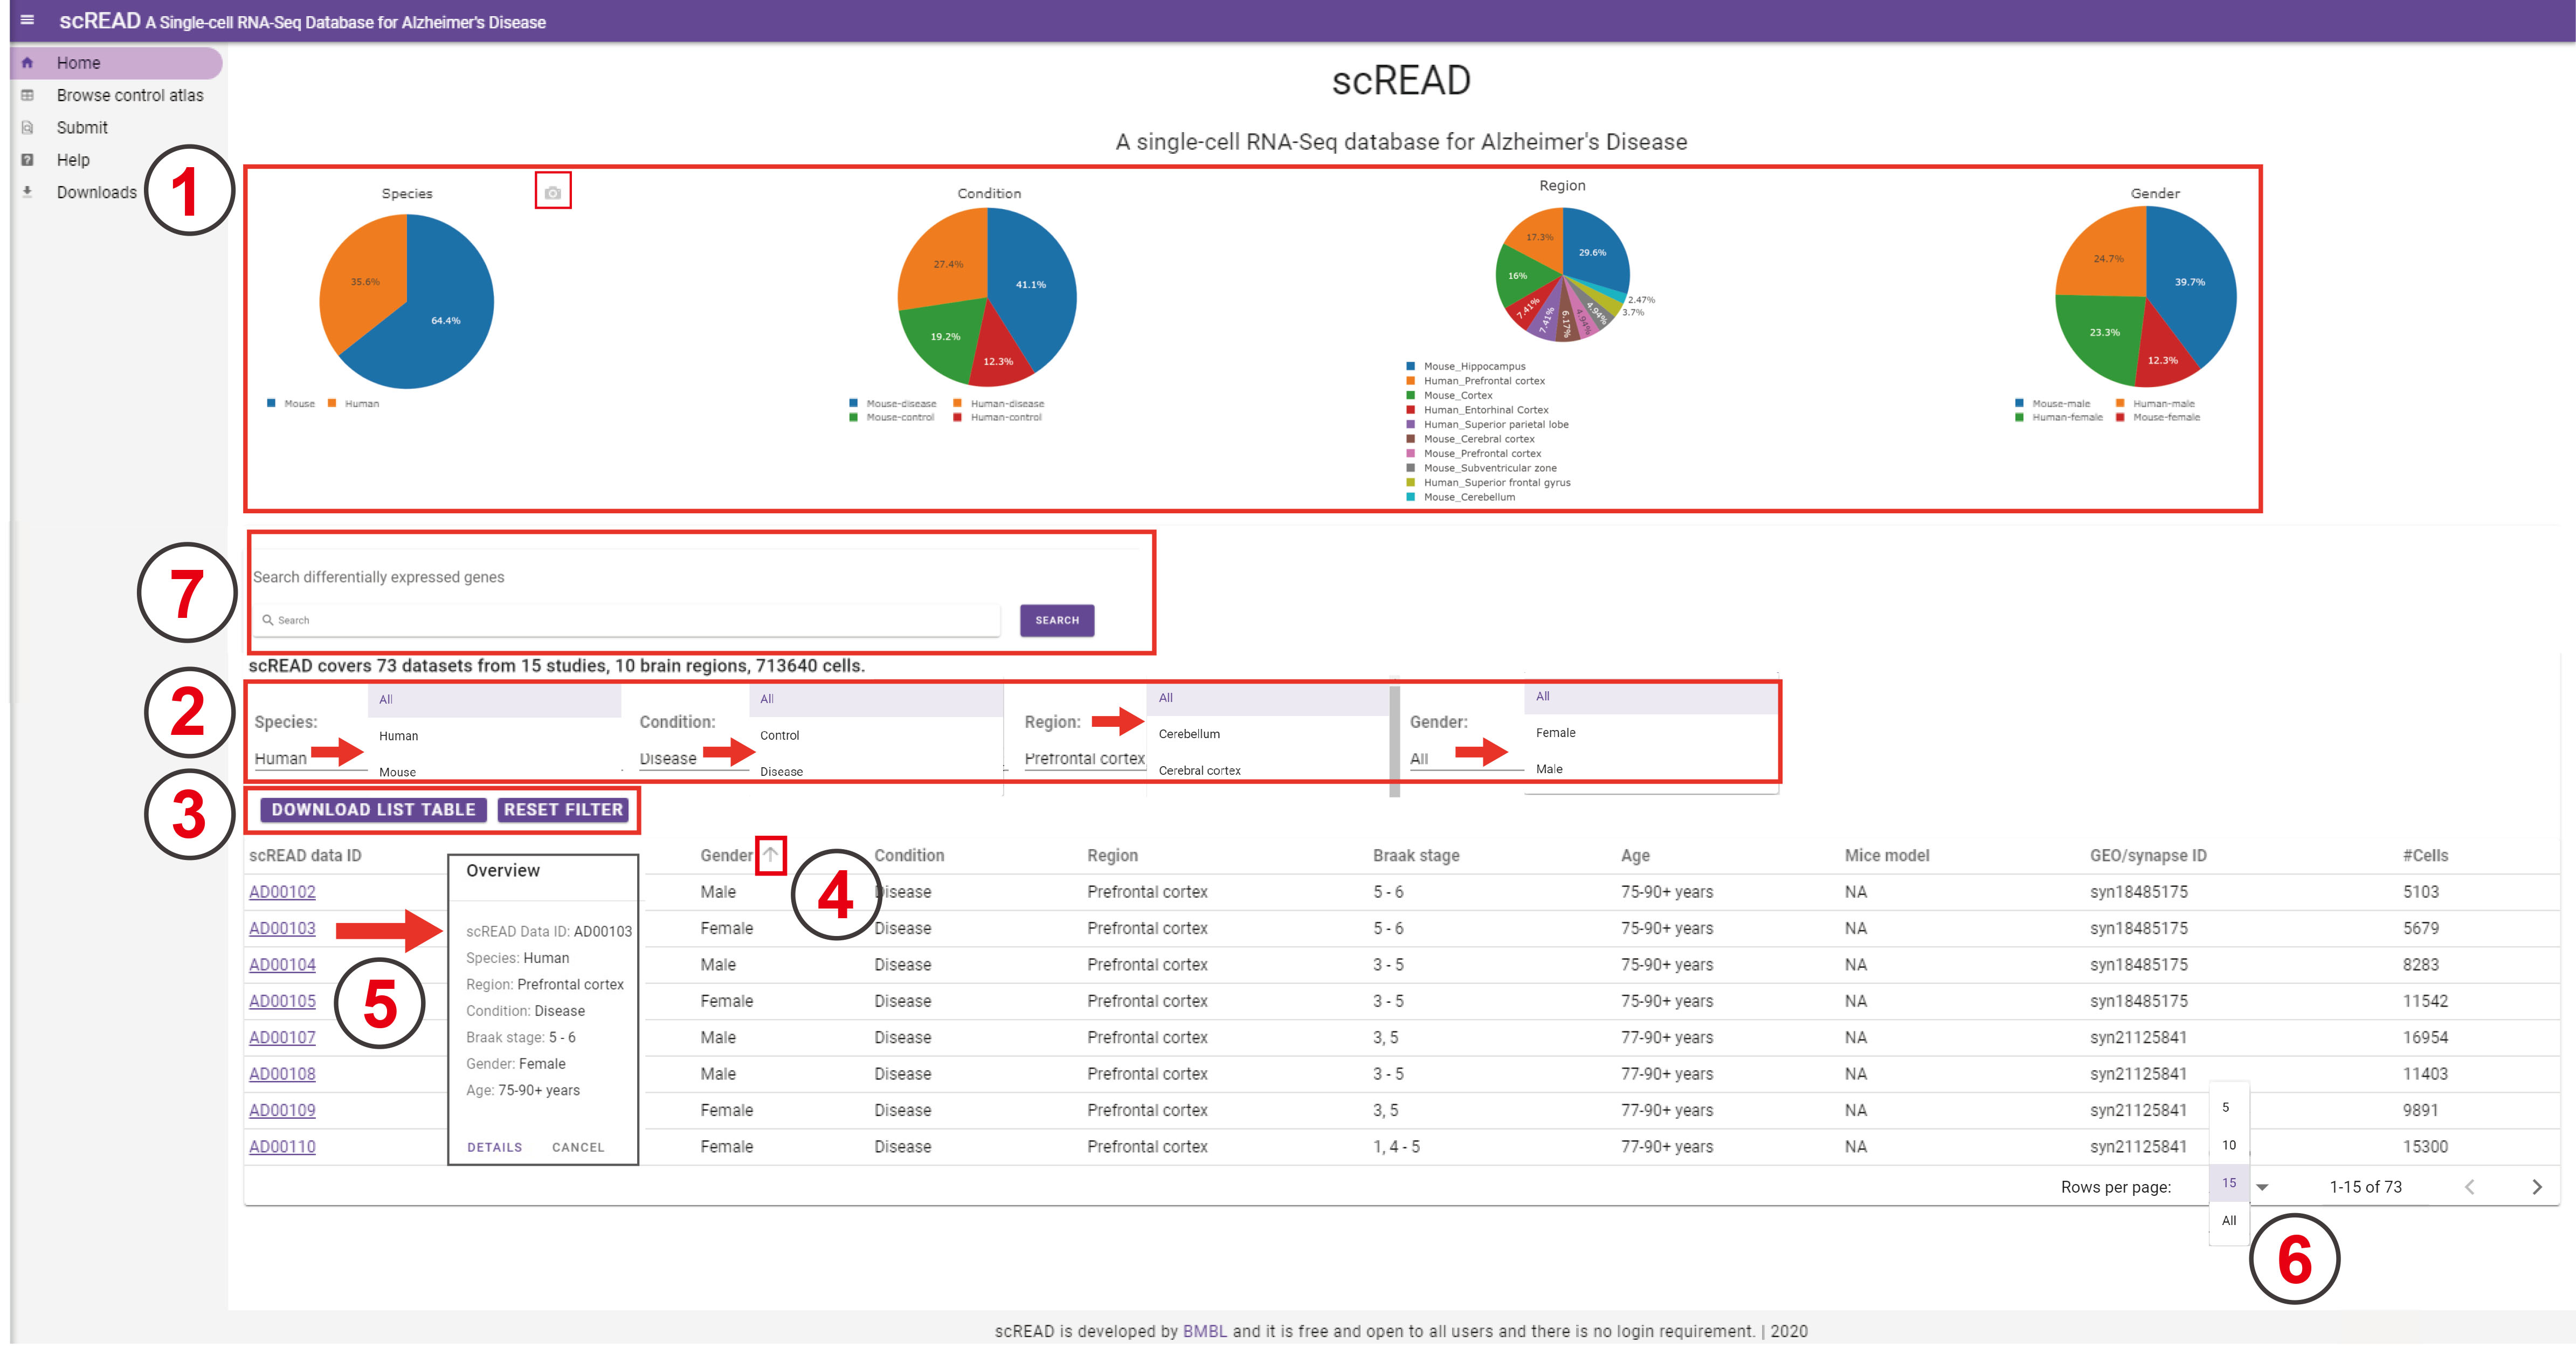 scREAD A Single-cell RNA-Seq Database for Alzheimer's Disease
Home
Browse control atlas
Submit
Help
Downloads
scREAD
A single-cell RNA-Seq database for Alzheimer's Disease
1
Species
35.6%
64.4%
Mouse Human
Condition
27.4%
41.1%
19.2%
12.3%
Mouse-disease Human-disease
Mouse-control Human-control
Region
17.3%
29.6%
16%
2.47%
3.7%
7.41%
7.41%
6.17%
4.94%
4.94%
Mouse_Hippocampus
Human_Prefrontal cortex
Mouse_Cortex
Human_Entorhinal Cortex
Human_Superior parietal lobe
Mouse_Cerebral cortex
Mouse_Prefrontal cortex
Mouse_Subventricular zone
Human_Superior frontal gyrus
Mouse_Cerebellum
Gender
24.7%
39.7%
23.3%
12.3%
Mouse-male Human-male
Human-female Mouse-female
7
Search differentially expressed genes
Search
SEARCH
scREAD covers 73 datasets from 15 studies, 10 brain regions, 713640 cells.
2
Species:
Human
All
Human
Mouse
Condition:
Disease
All
Control
Disease
Region:
Prefrontal cortex
All
Cerebellum
Cerebral cortex
Gender:
All
All
Female
Male
3
DOWNLOAD LIST TABLE RESET FILTER
scREAD data ID Gender Condition Region Braak stage Age Mice model GEO/synapse ID #Cells
AD00102 Male Disease Prefrontal cortex 5 - 6 75-90+ years NA syn18485175 5103
AD00103 Female Disease Prefrontal cortex 5 - 6 75-90+ years NA syn18485175 5679
AD00104 Male Disease Prefrontal cortex 3 - 5 75-90+ years NA syn18485175 8283
AD00105 Female Disease Prefrontal cortex 3 - 5 75-90+ years NA syn18485175 11542
AD00107 Male Disease Prefrontal cortex 3, 5 77-90+ years NA syn21125841 16954
AD00108 Male Disease Prefrontal cortex 3 - 5 77-90+ years NA syn21125841 11403
AD00109 Female Disease Prefrontal cortex 3, 5 77-90+ years NA syn21125841 9891
AD00110 Female Disease Prefrontal cortex 1, 4 - 5 77-90+ years NA syn21125841 15300
4
5
Overview
scREAD Data ID: AD00103
Species: Human
Region: Prefrontal cortex
Condition: Disease
Braak stage: 5 - 6
Gender: Female
Age: 75-90+ years
DETAILS CANCEL
5
10
Rows per page: 15 1-15 of 73
All
6
scREAD is developed by BMBL and it is free and open to all users and there is no login requirement. | 2020